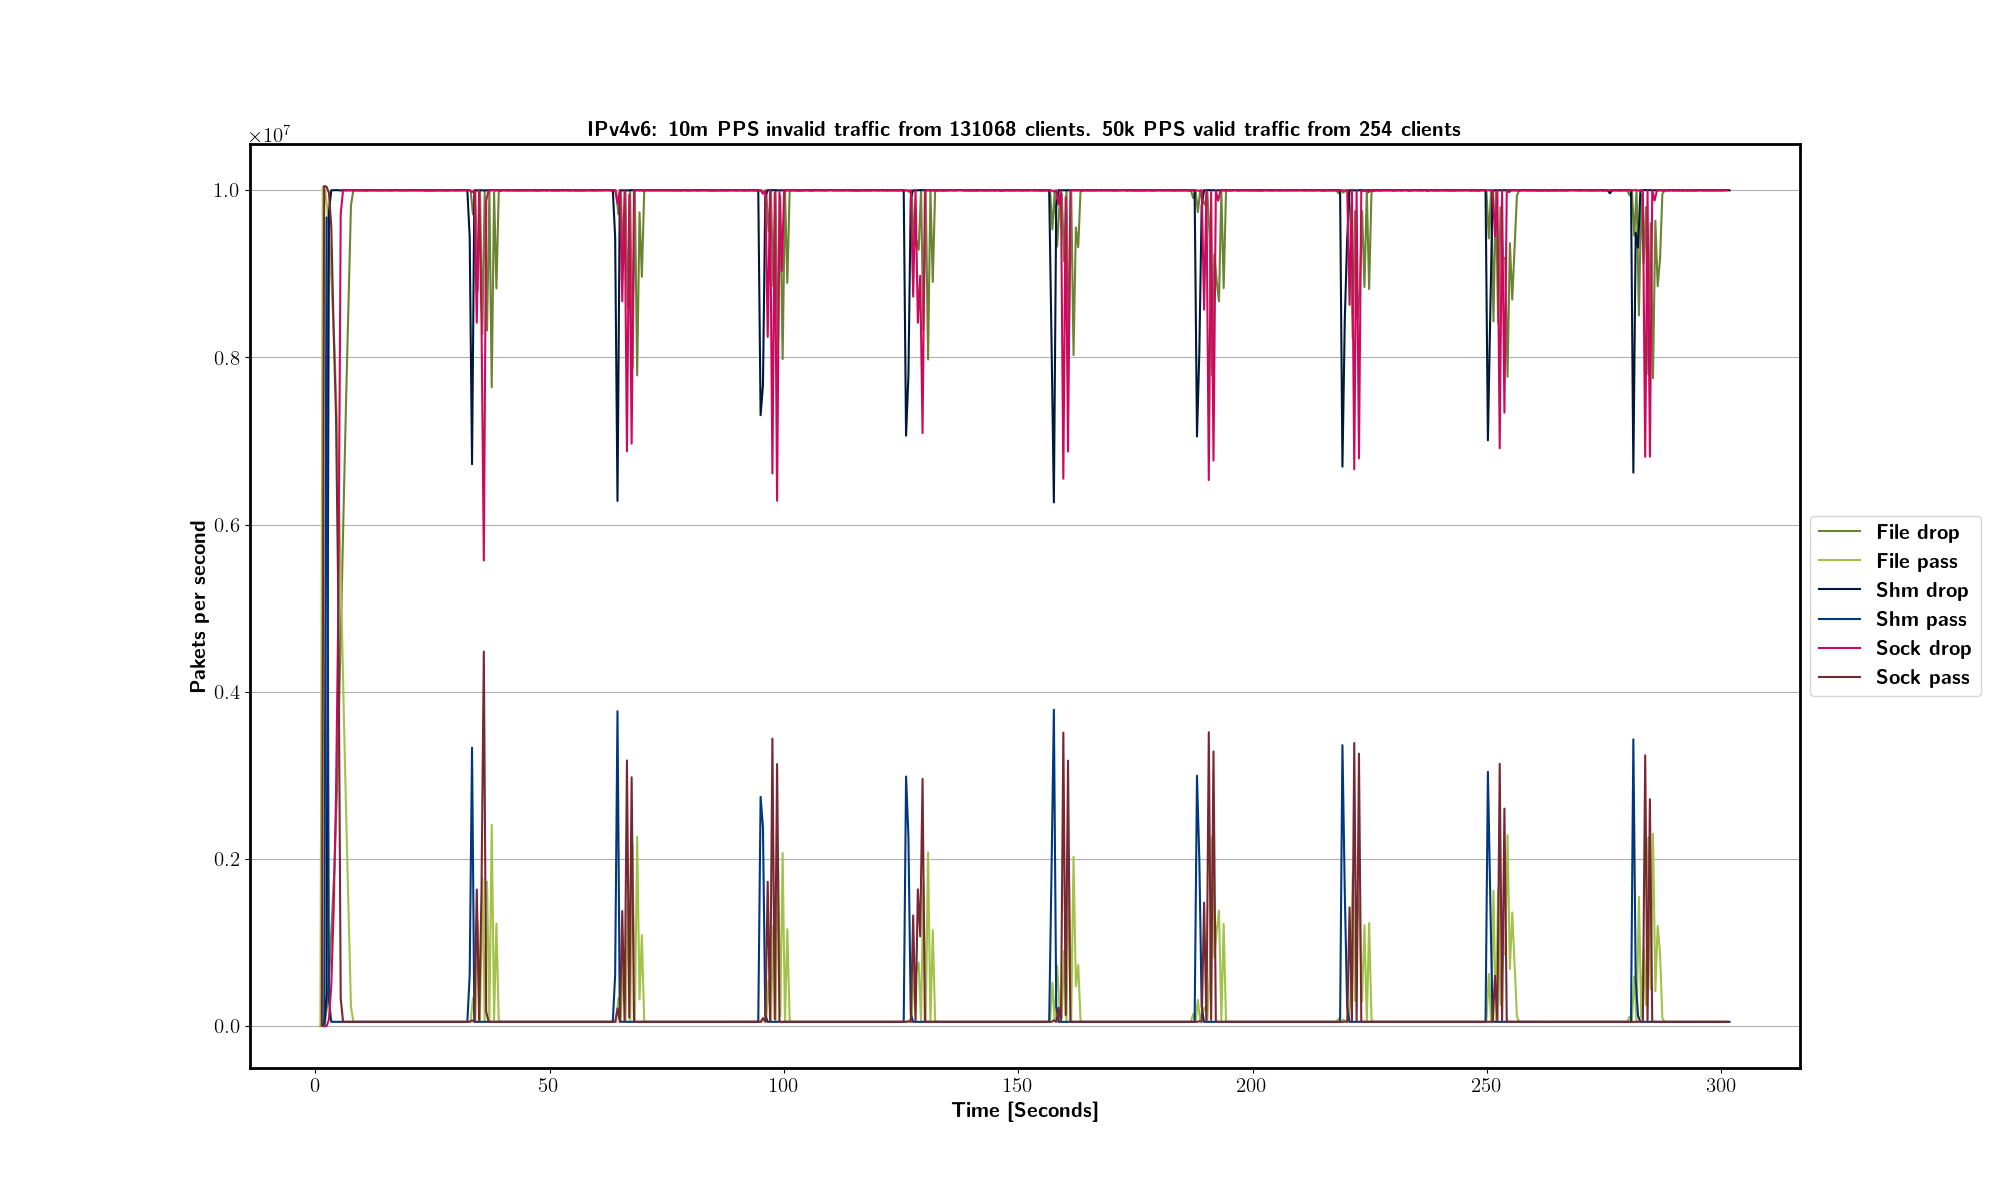 IPv4v6: 10m PPS invalid traffic from 131068 clients. 50k PPS valid traffic from 254 clients
×10⁷
1.0
0.8
0.6
0.4
0.2
0.0
Pakets per second
0 50 100 150 200 250 300
Time [Seconds]
File drop
File pass
Shm drop
Shm pass
Sock drop
Sock pass